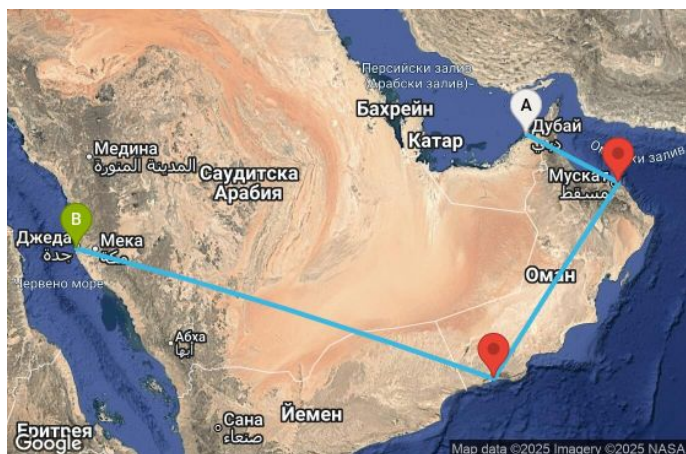 Персийски залив
(Арабски залив)
A
Дубай
دبي
Бахрейн
Катар
Медина
المدينة المنورة
Саудитска
Арабия
Мускат
مسقط
B
Джеда
جدة
Мека
مكة
Червено море
Оман
Абха
أبها
Йемен
Сана
صنعاء
Еритрея
Google
Map data ©2025 Imagery ©2025 NASA